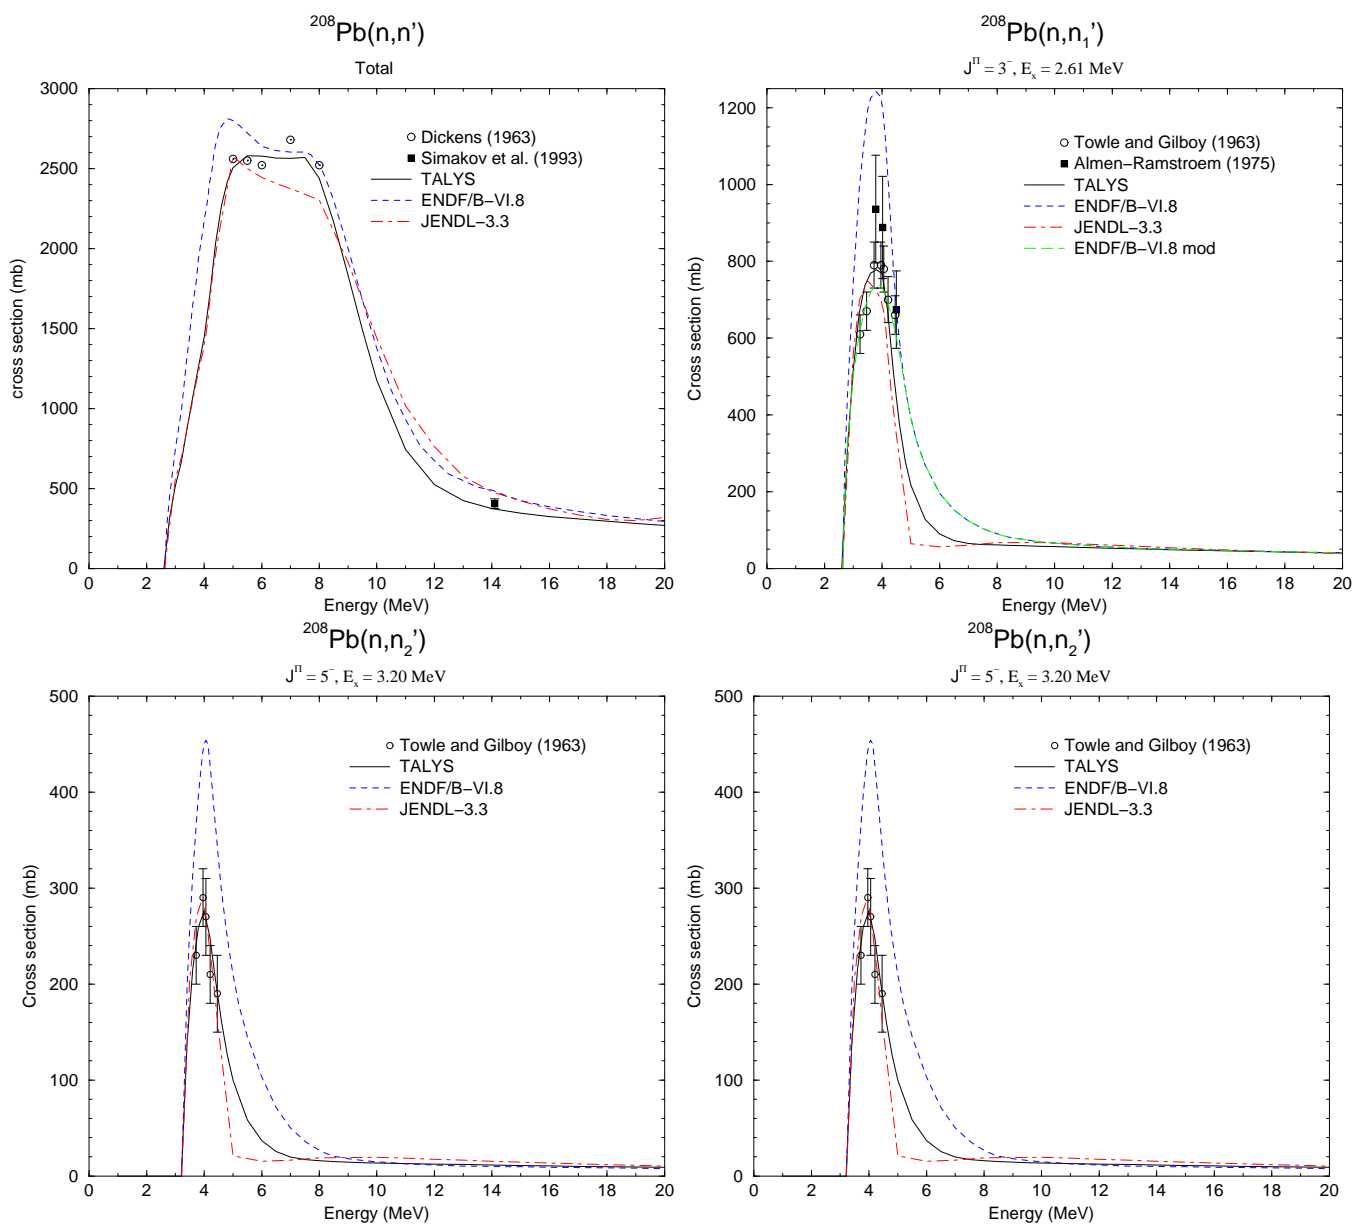 ²⁰⁸Pb(n,n’)
Total
3000
2500
2000
1500
1000
500
0
cross section (mb)
0 2 4 6 8 10 12 14 16 18 20
Energy (MeV)
Dickens (1963)
Simakov et al. (1993)
TALYS
ENDF/B−VI.8
JENDL−3.3
²⁰⁸Pb(n,n₁’)
J^Π = 3⁻, Eₓ = 2.61 MeV
1200
1000
800
600
400
200
0
Cross section (mb)
0 2 4 6 8 10 12 14 16 18 20
Energy (MeV)
Towle and Gilboy (1963)
Almen−Ramstroem (1975)
TALYS
ENDF/B−VI.8
JENDL−3.3
ENDF/B−VI.8 mod
²⁰⁸Pb(n,n₂’)
J^Π = 5⁻, Eₓ = 3.20 MeV
500
400
300
200
100
0
Cross section (mb)
0 2 4 6 8 10 12 14 16 18 20
Energy (MeV)
Towle and Gilboy (1963)
TALYS
ENDF/B−VI.8
JENDL−3.3
²⁰⁸Pb(n,n₂’)
J^Π = 5⁻, Eₓ = 3.20 MeV
500
400
300
200
100
0
Cross section (mb)
0 2 4 6 8 10 12 14 16 18 20
Energy (MeV)
Towle and Gilboy (1963)
TALYS
ENDF/B−VI.8
JENDL−3.3